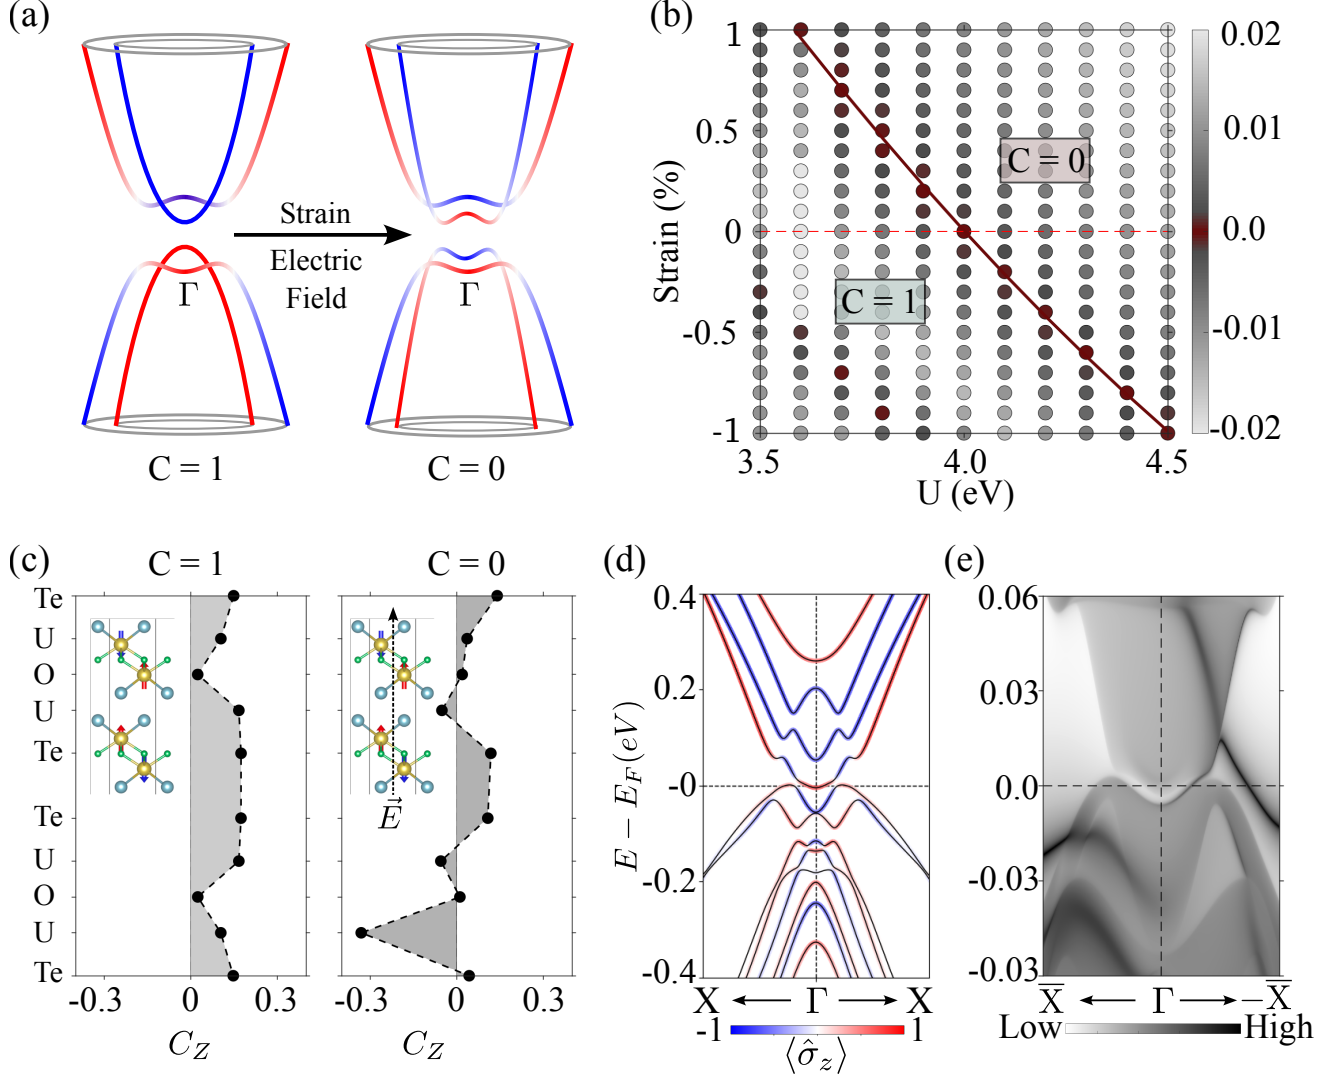 (a)
Strain
Electric
Field
Γ
Γ
C = 1
C = 0
(b)
Strain (%)
1
0.5
0
-0.5
-1
C = 0
C = 1
3.5
4.0
4.5
U (eV)
0.02
0.01
0.0
-0.01
-0.02
(c)
C = 1
C = 0
Te
U
O
U
Te
Te
U
O
U
Te
E⃗
-0.3
0
0.3
-0.3
0
0.3
C_Z
C_Z
(d)
E − E_F(eV)
0.4
0.2
-0
-0.2
-0.4
X
Γ
X
-1
1
⟨σ̂_z⟩
(e)
0.06
0.03
0.0
-0.03
-0.03
X̿
Γ
−X̿
Low
High